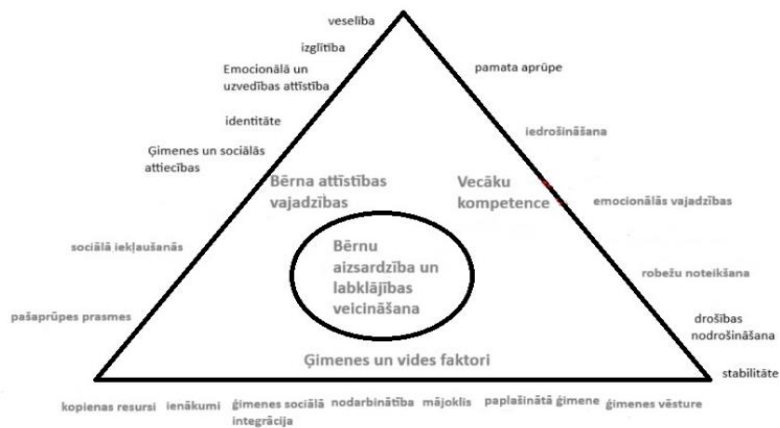 veselība
izglītība
Emocionālā un
uzvedības attīstība
identitāte
Ģimenes un sociālās
attiecības
sociālā iekļaušanās
pašaprūpes prasmes
Bērna attīstības
vajadzības
Vecāku
kompetence
pamata aprūpe
iedrošināšana
emocionālās vajadzības
robežu noteikšana
drošības
nodrošināšana
stabilitāte
Bērnu
aizsardzība un
labklājības
veicināšana
Ģimenes un vides faktori
kopienas resursi
ienākumi
ģimenes sociālā
integrācija
nodarbinātība
mājoklis
paplašinātā ģimene
ģimenes vēsture